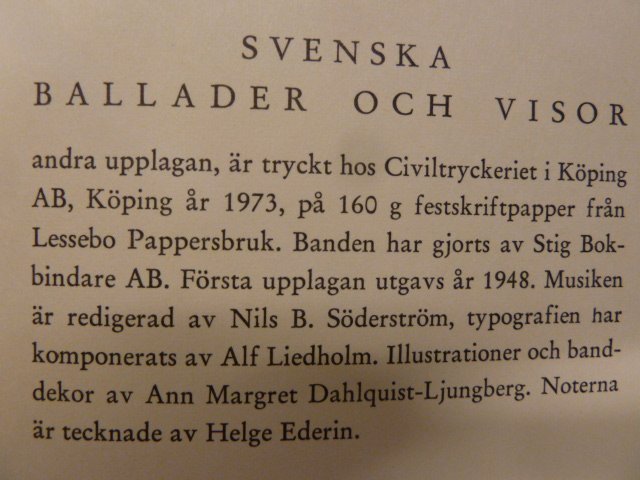 SVENSKA
BALLADER OCH VISOR
andra upplagan, är tryckt hos Civiltryckeriet i Köping
AB, Köping år 1973, på 160 g festskriftpapper från
Lessebo Pappersbruk. Banden har gjorts av Stig Bok-
bindare AB. Första upplagan utgavs år 1948. Musiken
är redigerad av Nils B. Söderström, typografien har
komponerats av Alf Liedholm. Illustrationer och band-
dekor av Ann Margret Dahlquist-Ljungberg. Noterna
är tecknade av Helge Ederin.